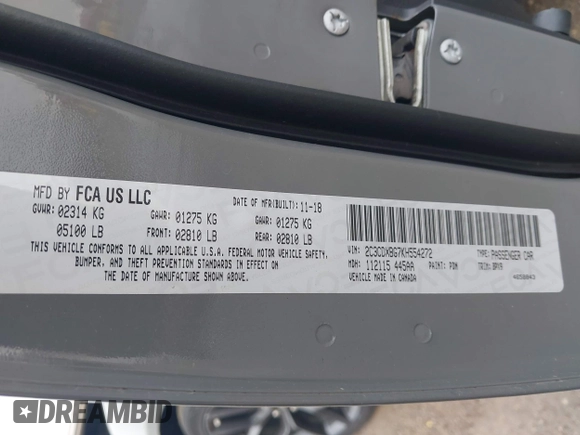 MFD BY FCA US LLC
DATE OF MFR(BUILT): 11-18
GVWR: 02314 KG
GAWR: 01275 KG
GAWR: 01275 KG
05100 LB
FRONT: 02810 LB
REAR: 02810 LB
THIS VEHICLE CONFORMS TO ALL APPLICABLE U.S.A. FEDERAL MOTOR VEHICLE SAFETY,
BUMPER, AND THEFT PREVENTION STANDARDS IN EFFECT ON THE
DATE OF MANUFACTURE SHOWN ABOVE.
VIN: 2C3CDXBG7KH554272
TYPE: PASSENGER CAR
MDH: 112115 445AA
PAINT: PDN
TRIM: BPX9
VEHICLE MADE IN CANADA
DREAMBID